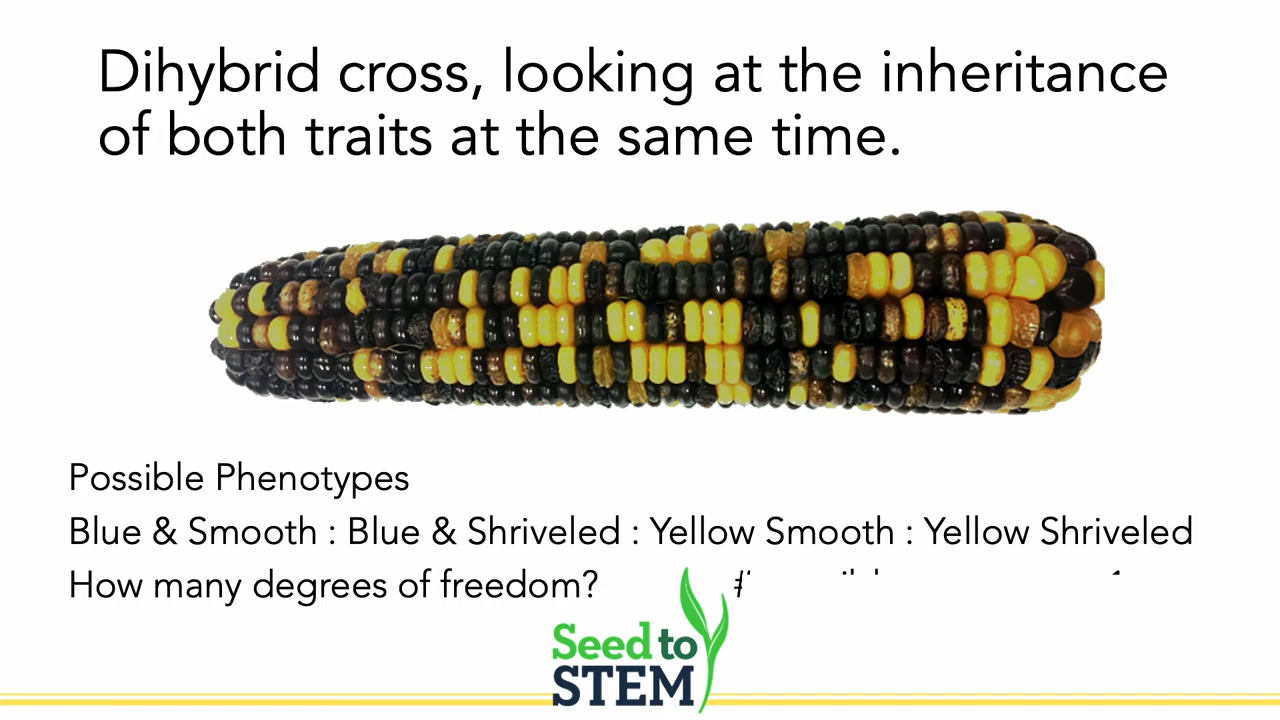 Dihybrid cross, looking at the inheritance
of both traits at the same time.
Possible Phenotypes
Blue & Smooth : Blue & Shriveled : Yellow Smooth : Yellow Shriveled
How many degrees of freedom?
Seed to
STEM